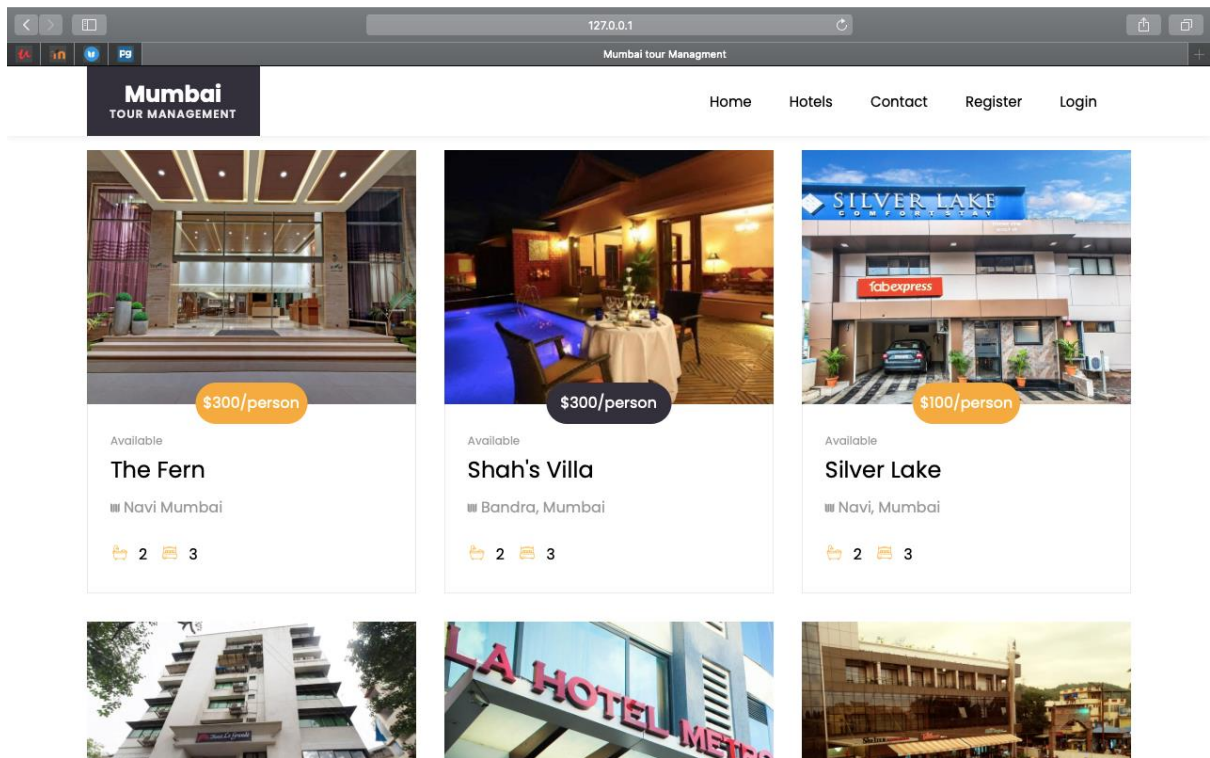 127.0.0.1
Mumbai tour Managment
in
Pg
Mumbai
TOUR MANAGEMENT
Home Hotels Contact Register Login
SILVER LAKE
COMFORT STAY
fabexpress
$300/person $300/person $100/person
Available Available Available
The Fern Shah's Villa Silver Lake
Navi Mumbai Bandra, Mumbai Navi, Mumbai
2 3 2 3 2 3
LA HOTEL METRO